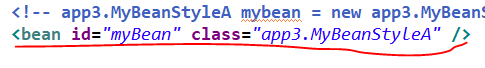 <!-- app3.MyBeanStyleA mybean = new app3.MyBeanS
<bean id="myBean" class="app3.MyBeanStyleA" />